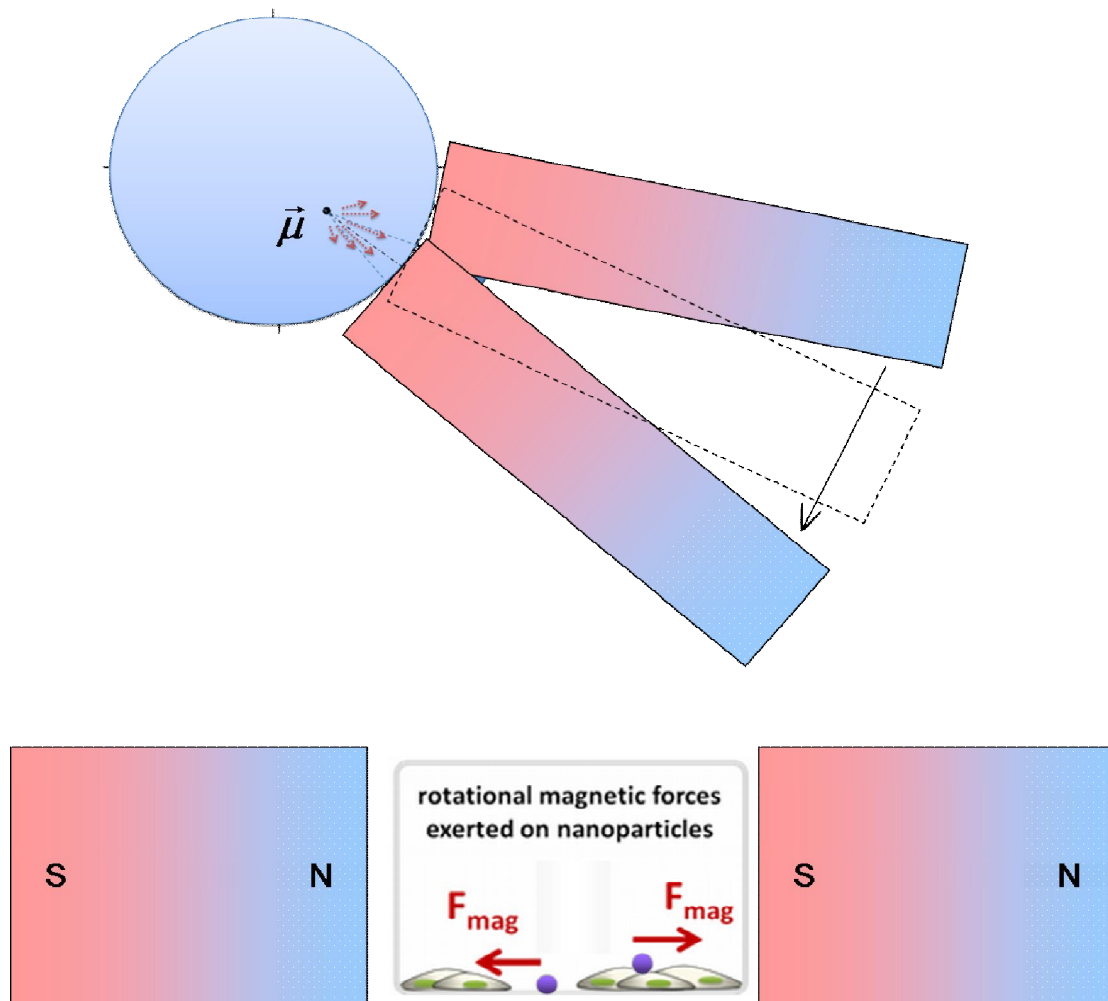 μ⃗
rotational magnetic forces
exerted on nanoparticles
S
N
F_mag
F_mag
S
N